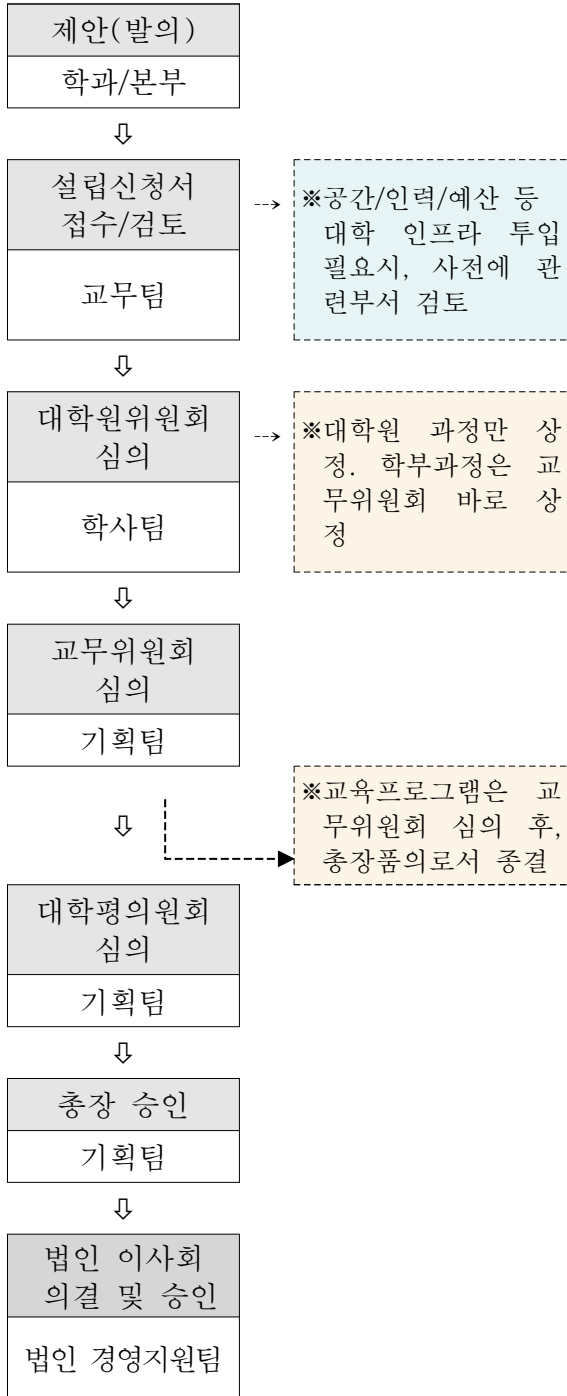 제안(발의)
학과/본부
⇩
설립신청서
접수/검토
교무팀
※공간/인력/예산 등
대학 인프라 투입
필요시, 사전에 관
련부서 검토
⇩
대학원위원회
심의
학사팀
※대학원 과정만 상
정. 학부과정은 교
무위원회 바로 상
정
⇩
교무위원회
심의
기획팀
⇩
※교육프로그램은 교
무위원회 심의 후,
총장품의로서 종결
대학평의원회
심의
기획팀
⇩
총장 승인
기획팀
⇩
법인 이사회
의결 및 승인
법인 경영지원팀